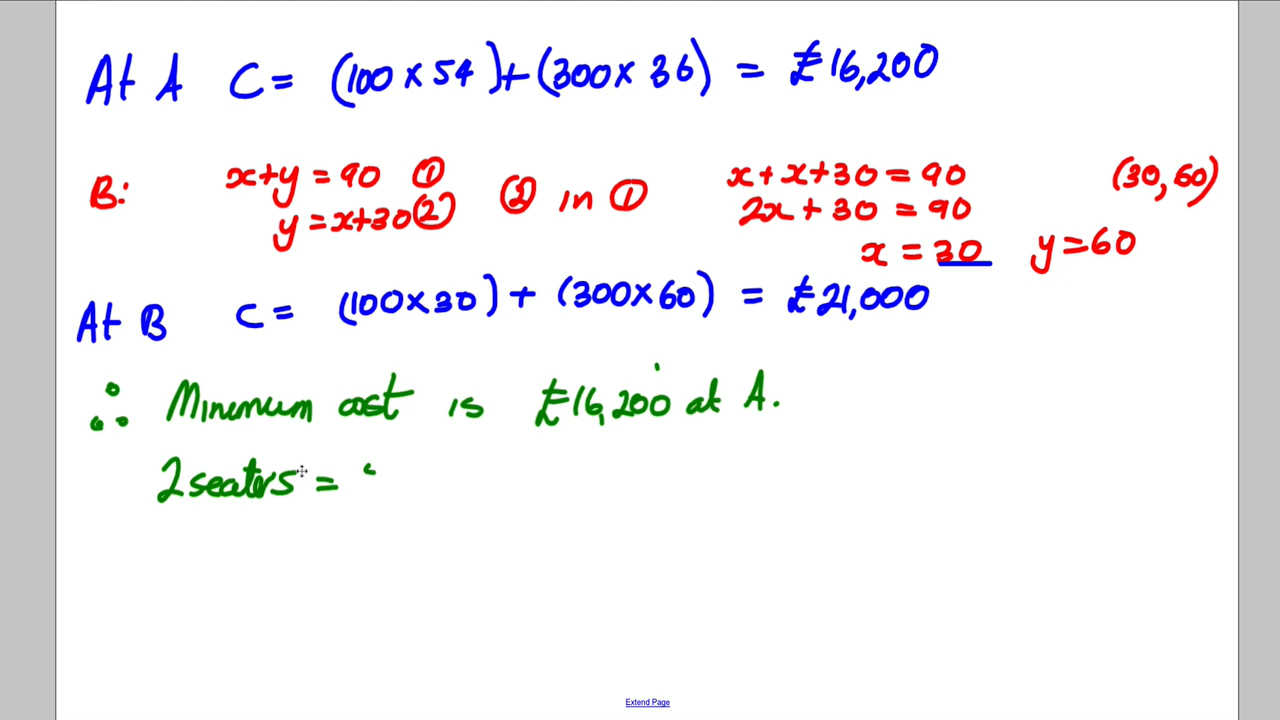 At A C = (100 x 54) + (300 x 36) = £16,200
B: x+y = 90 ① ② in ① x + x + 30 = 90 (30, 60)
y = x+30 ② 2x + 30 = 90
x = 30 y = 60
At B C = (100 x 30) + (300 x 60) = £21,000
∴ Minimum cost is £16,200 at A.
2 seaters =
Extend Page